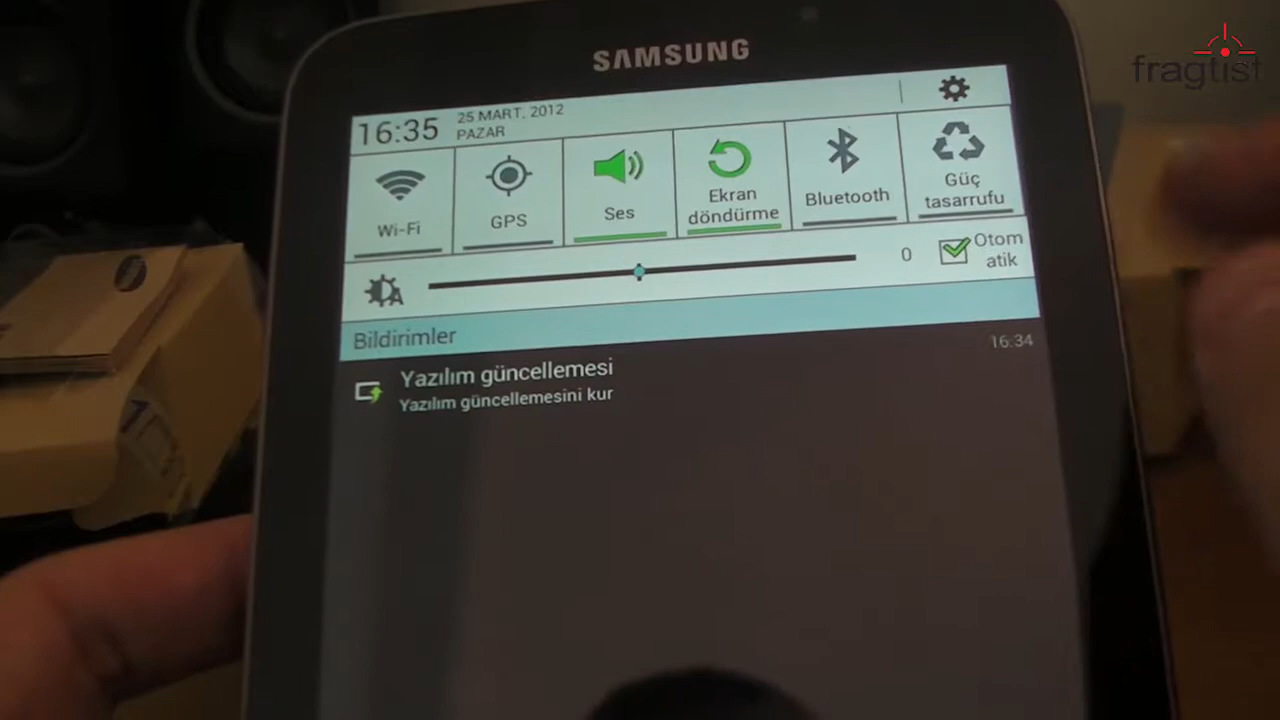 fragtist
SAMSUNG
16:35
25 MART. 2012
PAZAR
Wi-Fi
GPS
Ses
Ekran
döndürme
Bluetooth
Güç
tasarrufu
A
0
Otom
atik
Bildirimler
Yazılım güncellemesi
16:34
Yazılım güncellemesini kur